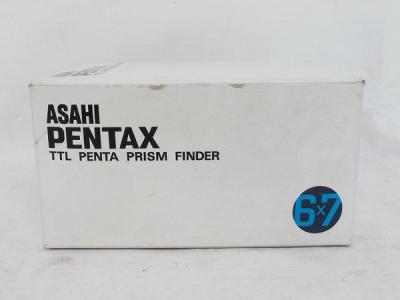 ASAHI
PENTAX
TTL PENTA PRISM FINDER
6x7